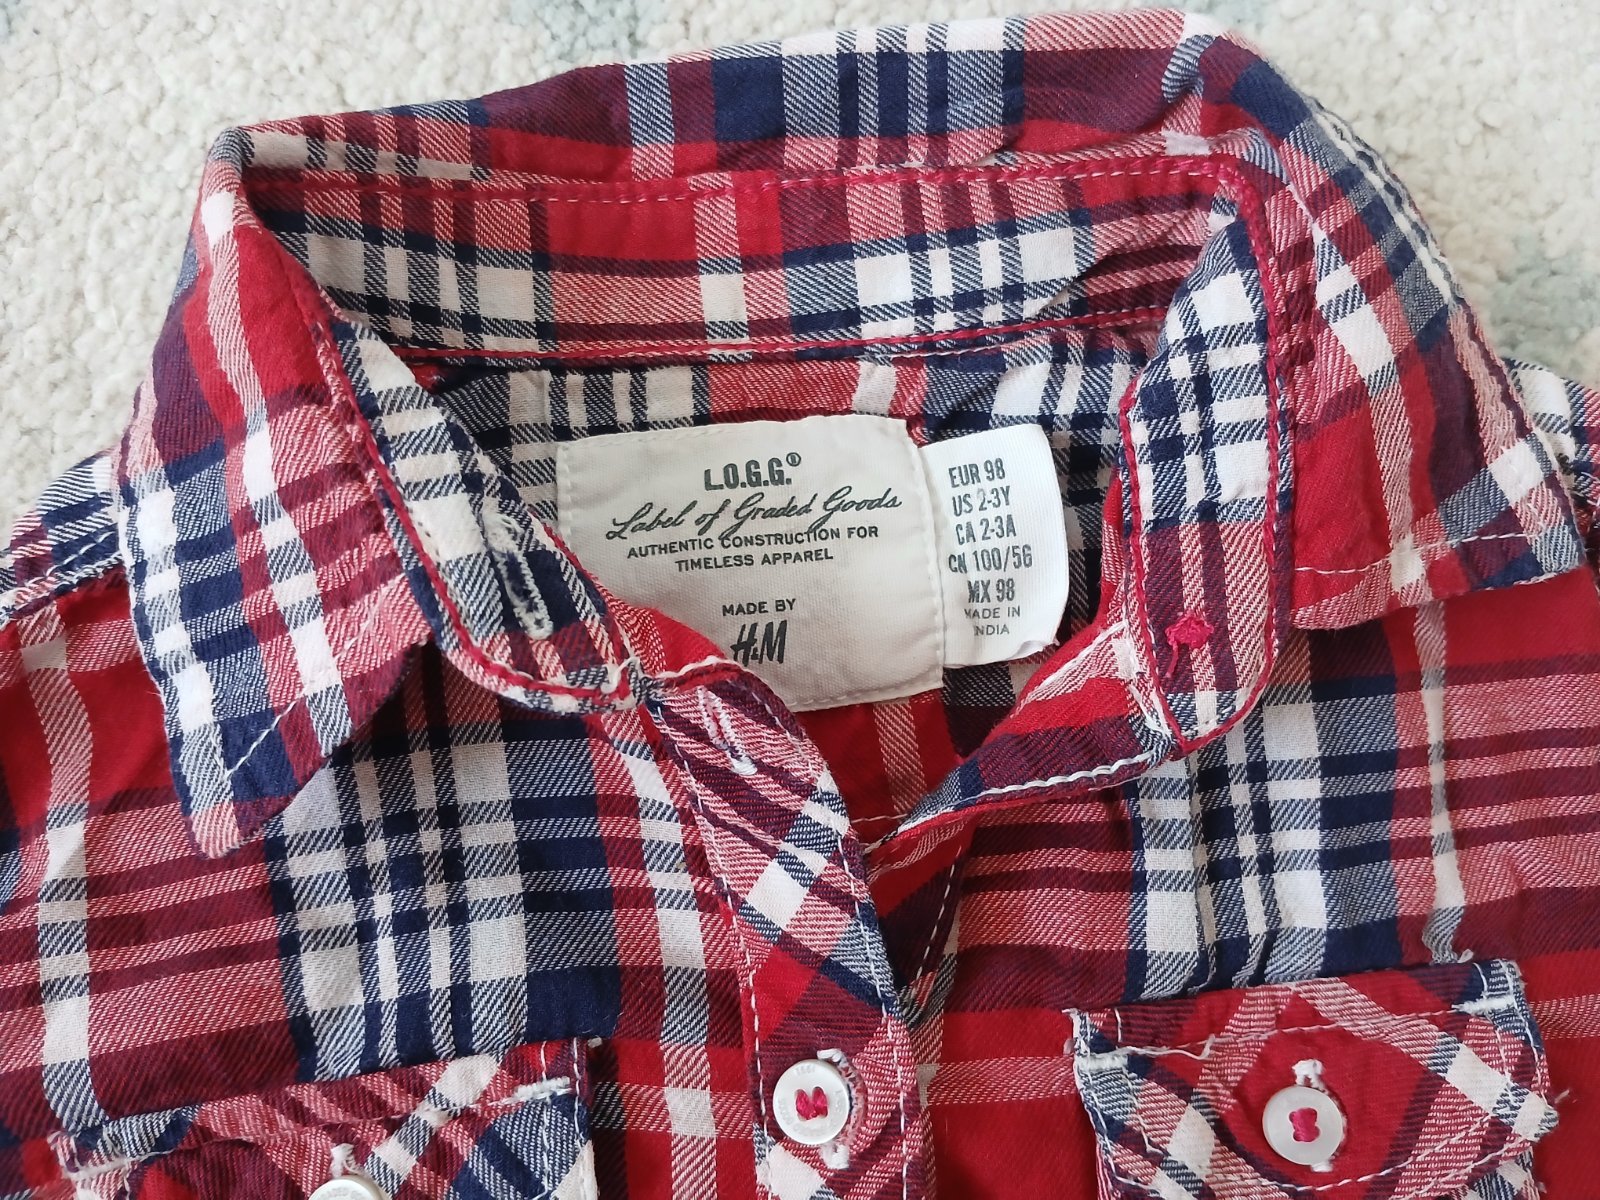 L.O.G.G.®
Label of Graded Goods
AUTHENTIC CONSTRUCTION FOR
TIMELESS APPAREL
MADE BY
H&M
EUR 98
US 2-3Y
CA 2-3A
CN 100/56
MX 98
MADE IN
INDIA